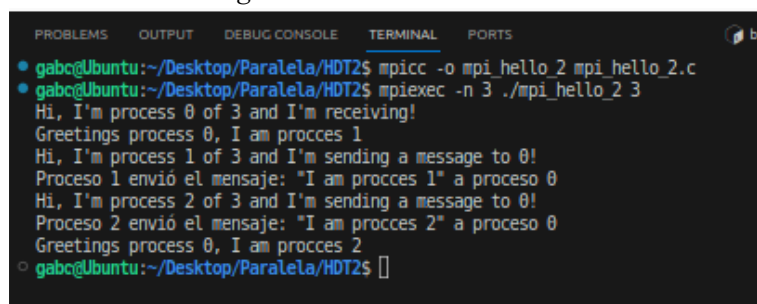 PROBLEMS OUTPUT DEBUG CONSOLE TERMINAL PORTS
gabc@Ubuntu:~/Desktop/Paralela/HDT2$ mpicc -o mpi_hello_2 mpi_hello_2.c
gabc@Ubuntu:~/Desktop/Paralela/HDT2$ mpiexec -n 3 ./mpi_hello_2 3
Hi, I'm process 0 of 3 and I'm receiving!
Greetings process 0, I am procces 1
Hi, I'm process 1 of 3 and I'm sending a message to 0!
Proceso 1 envió el mensaje: "I am procces 1" a proceso 0
Hi, I'm process 2 of 3 and I'm sending a message to 0!
Proceso 2 envió el mensaje: "I am procces 2" a proceso 0
Greetings process 0, I am procces 2
gabc@Ubuntu:~/Desktop/Paralela/HDT2$